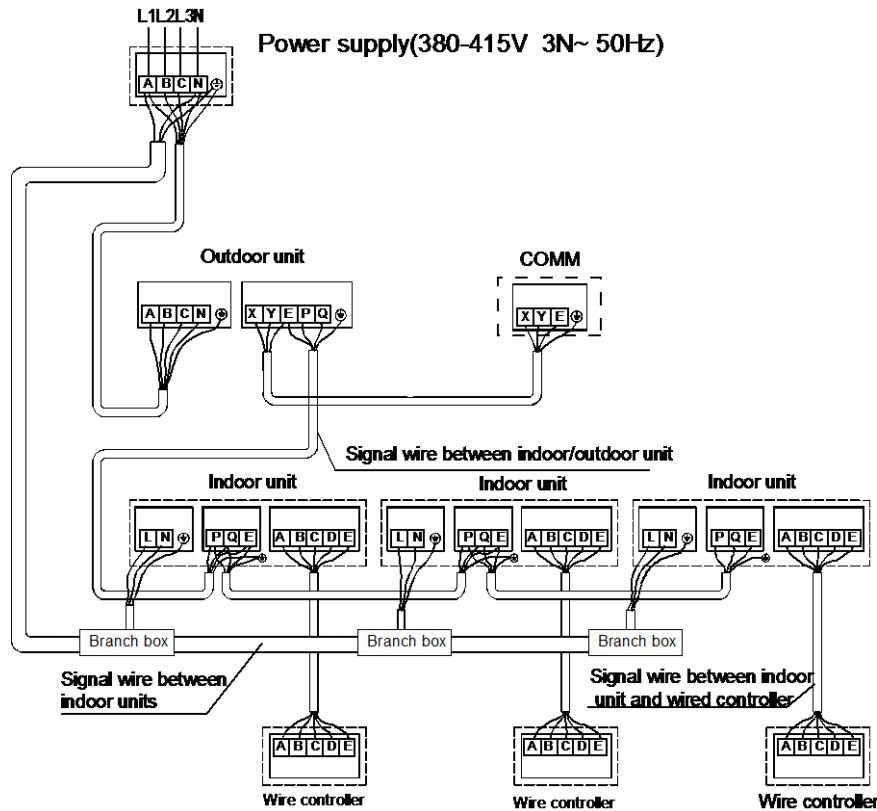 L1L2L3N
Power supply(380-415V 3N~ 50Hz)
A B C N
Outdoor unit
COMM
A B C N
X Y E P Q
X Y E
Signal wire between indoor/outdoor unit
Indoor unit
Indoor unit
Indoor unit
L N
P Q E
A B C D E
L N
P Q E
A B C D E
L N
P Q E
A B C D E
Branch box
Branch box
Branch box
Signal wire between
indoor units
Signal wire between indoor
unit and wired controller
A B C D E
A B C D E
A B C D E
Wire controller
Wire controller
Wire controller